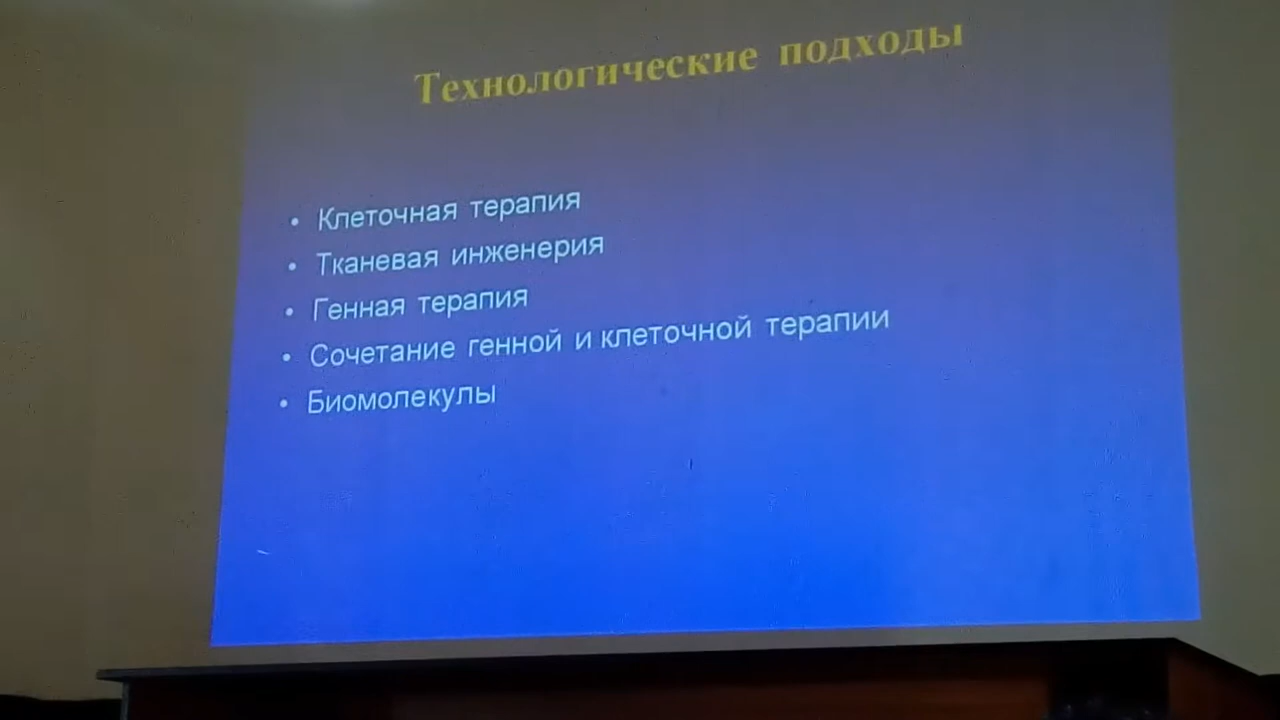 Технологические подходы
• Клеточная терапия
• Тканевая инженерия
• Генная терапия
• Сочетание генной и клеточной терапии
• Биомолекулы